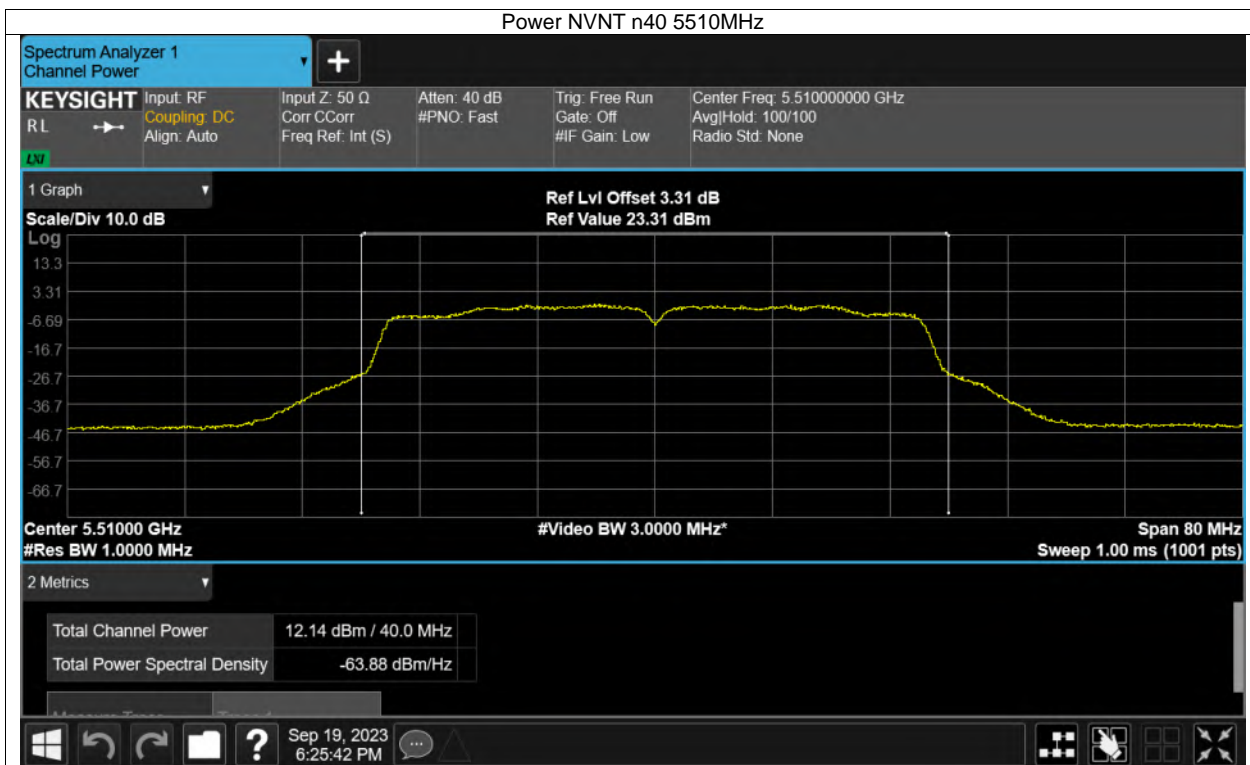 Power NVNT n40 5510MHz
Spectrum Analyzer 1
Channel Power
+
KEYSIGHT
RL
LXI
Input: RF
Coupling: DC
Align: Auto
Input Z: 50 Ω
Corr CCorr
Freq Ref: Int (S)
Atten: 40 dB
#PNO: Fast
Trig: Free Run
Gate: Off
#IF Gain: Low
Center Freq: 5.510000000 GHz
Avg|Hold: 100/100
Radio Std: None
1 Graph
Scale/Div 10.0 dB
Ref Lvl Offset 3.31 dB
Ref Value 23.31 dBm
Log
13.3
3.31
-6.69
-16.7
-26.7
-36.7
-46.7
-56.7
-66.7
Center 5.51000 GHz
#Res BW 1.0000 MHz
#Video BW 3.0000 MHz*
Span 80 MHz
Sweep 1.00 ms (1001 pts)
2 Metrics
Total Channel Power 12.14 dBm / 40.0 MHz
Total Power Spectral Density -63.88 dBm/Hz
?
Sep 19, 2023
6:25:42 PM